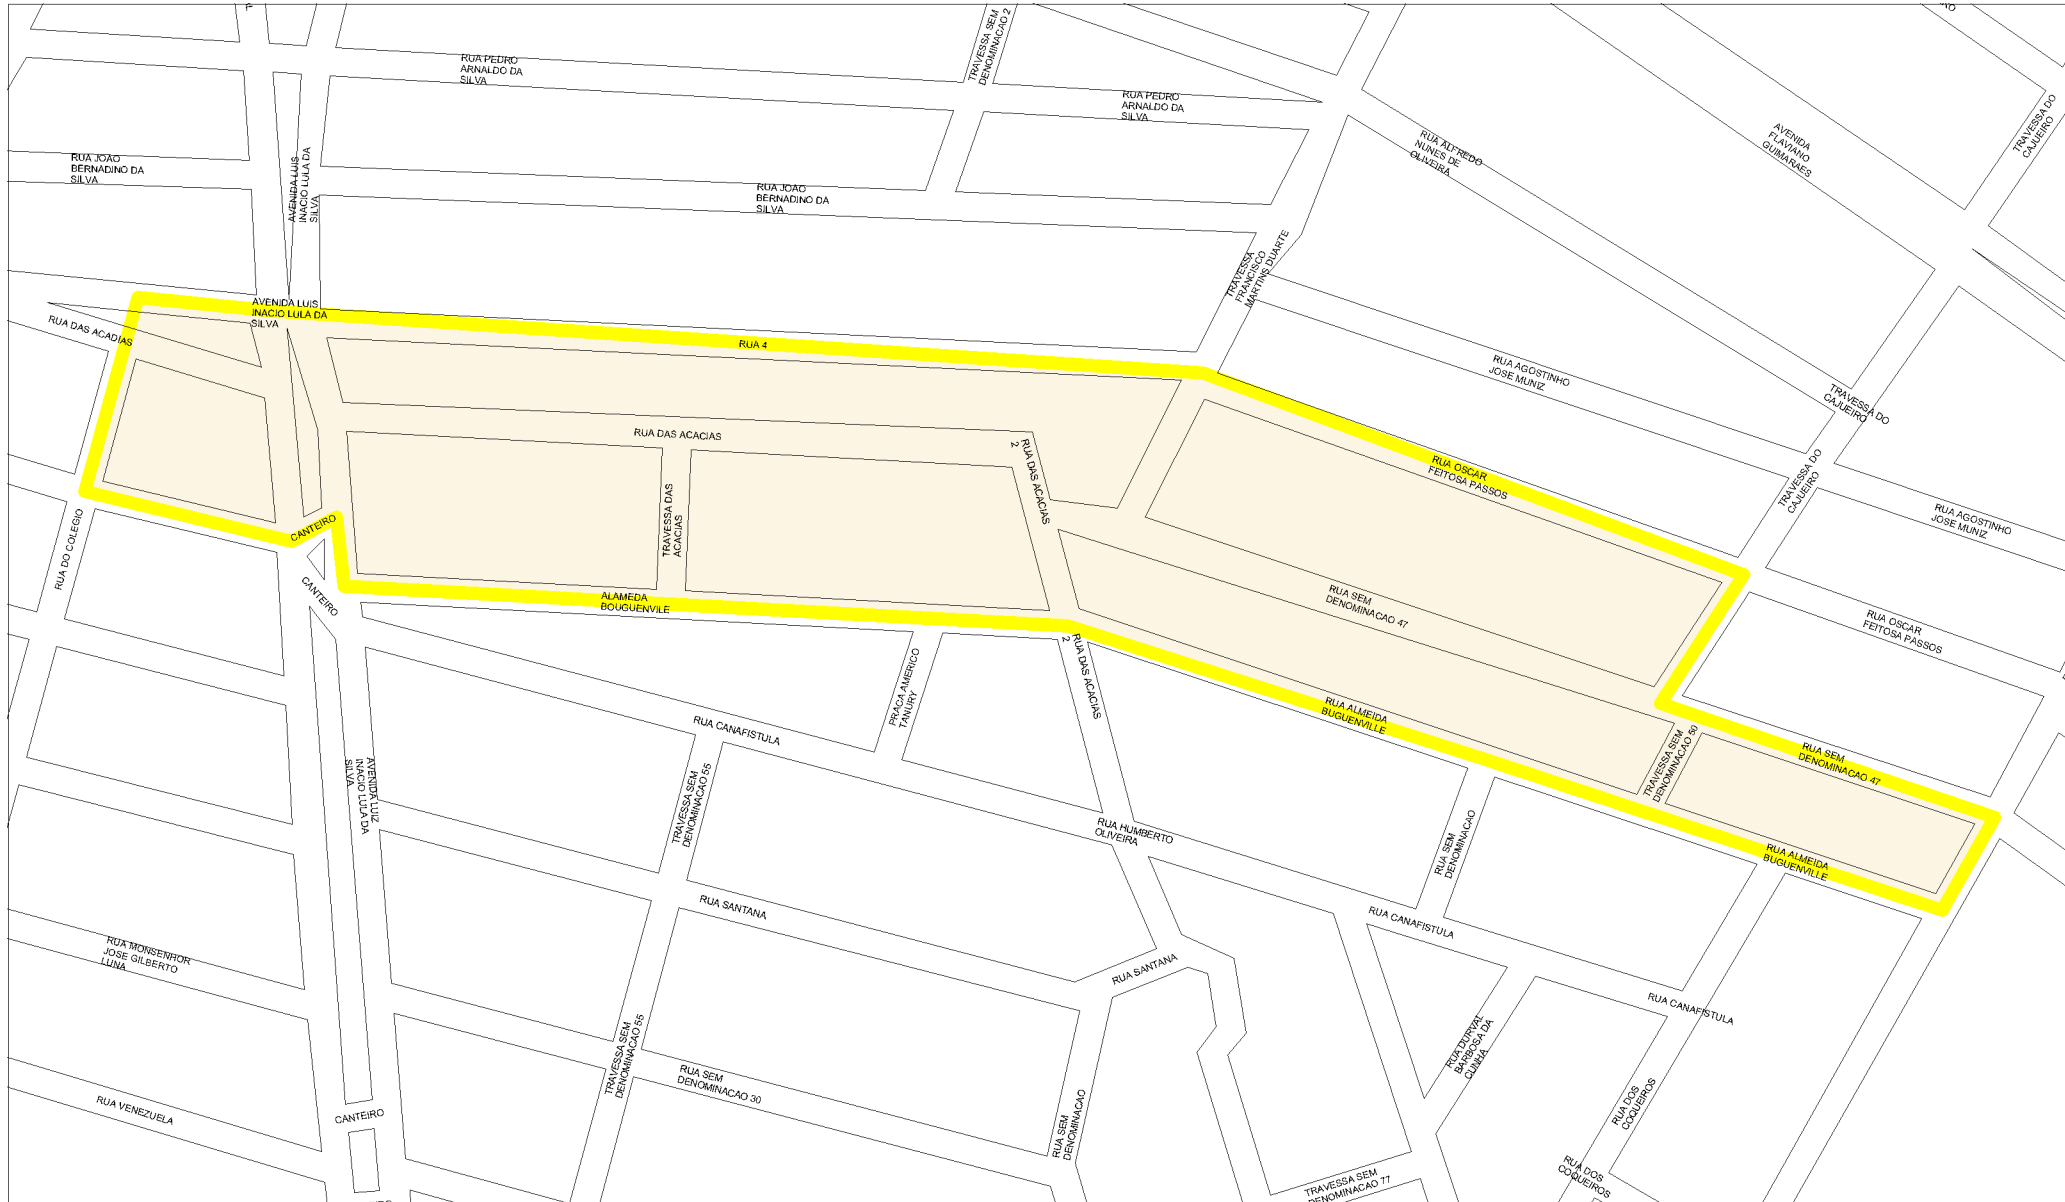 TRAVESSA SEM
DENOMINACAO 2
RUA PEDRO
ARNALDO DA
SILVA
RUA PEDRO
ARNALDO DA
SILVA
TRAVESSA DO
CAJUEIRO
AVENIDA
FLAVIANO
GUIMARAES
RUA ALFREDO
NUNES DE
OLIVEIRA
RUA JOAO
BERNADINO DA
SILVA
AVENIDA LUIS
INACIO LULA DA
SILVA
RUA JOAO
BERNADINO DA
SILVA
TRAVESSA
FRANCISCO
MARTINS DUARTE
AVENIDA LUIS
INACIO LULA DA
SILVA
RUA DAS ACACIAS
RUA 4
RUA AGOSTINHO
JOSE MUNIZ
TRAVESSA DO
CAJUEIRO
RUA DAS ACACIAS
RUA DAS ACACIAS
2
RUA OSCAR
FEITOSA PASSOS
TRAVESSA DO
CAJUEIRO
RUA AGOSTINHO
JOSE MUNIZ
TRAVESSA DAS
ACACIAS
CANTEIRO
RUA DO COLEGIO
CANTEIRO
ALAMEDA
BOUGUENVILE
RUA SEM
DENOMINACAO 47
RUA OSCAR
FEITOSA PASSOS
RUA DAS ACACIAS
2
PRACA AMERICO
TANURY
RUA CANAFISTULA
RUA ALMEIDA
BUGUENVILLE
TRAVESSA SEM
DENOMINACAO 50
RUA SEM
DENOMINACAO 47
AVENIDA LUIZ
INACIO LULA DA
SILVA
TRAVESSA SEM
DENOMINACAO 55
RUA HUMBERTO
OLIVEIRA
RUA SEM
DENOMINACAO
RUA ALMEIDA
BUGUENVILLE
RUA SANTANA
RUA CANAFISTULA
RUA MONSENHOR
JOSE GILBERTO
LUNA
RUA SANTANA
RUA CANAFISTULA
TRAVESSA SEM
DENOMINACAO 55
RUA DURVAL
BARBOSA DA
CUNHA
RUA SEM
DENOMINACAO 30
RUA VENEZUELA
CANTEIRO
RUA SEM
DENOMINACAO
RUA DOS
COQUEIROS
RUA DOS
COQUEIROS
TRAVESSA SEM
DENOMINACAO 77